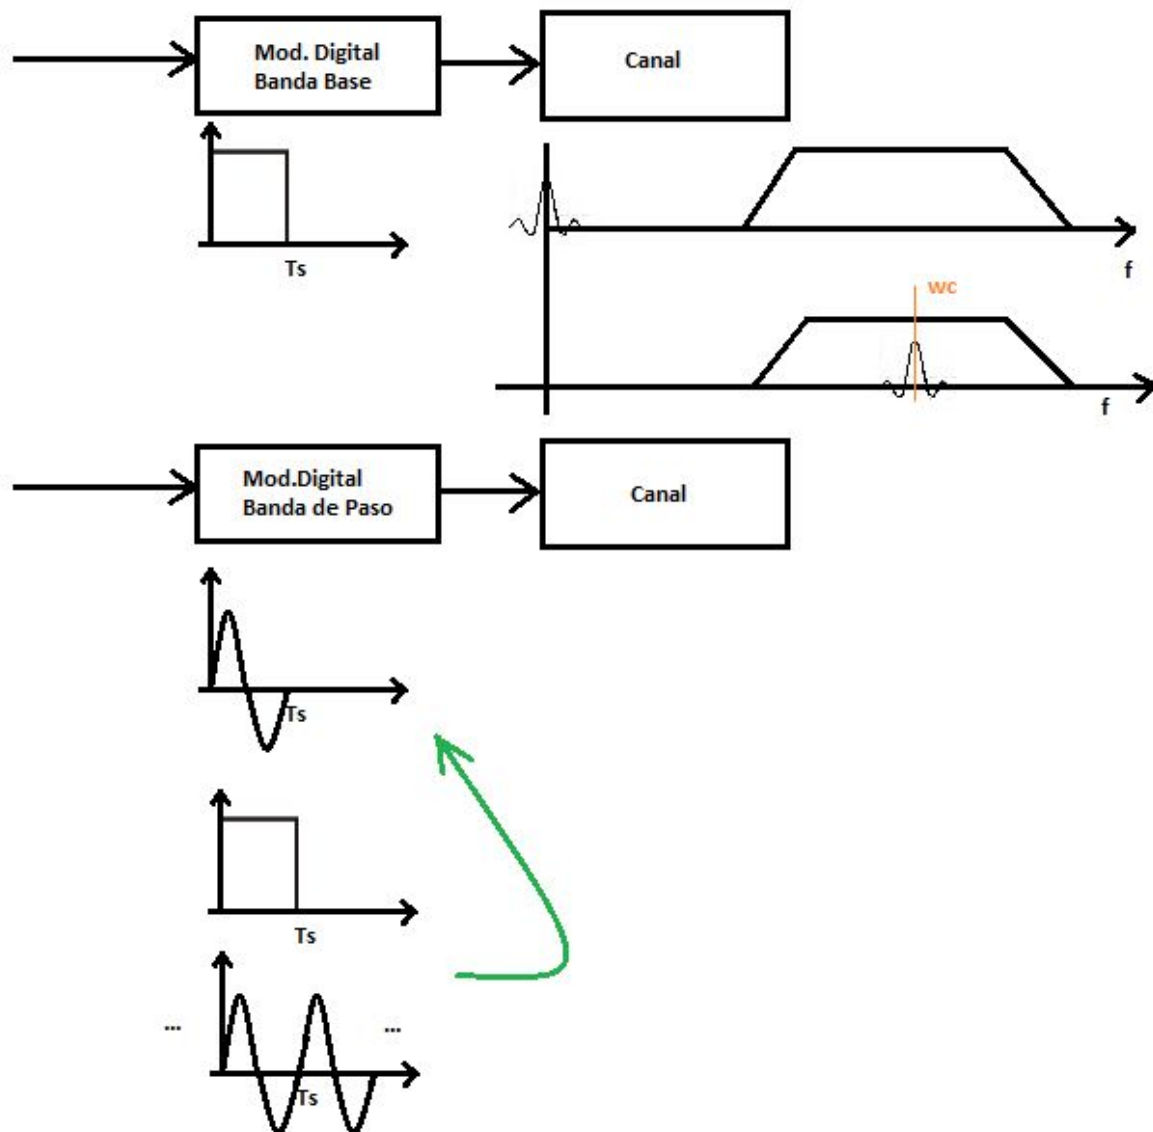 Mod. Digital
Banda Base
Canal
Ts
f
wc
f
Mod.Digital
Banda de Paso
Canal
Ts
Ts
...
...
Ts